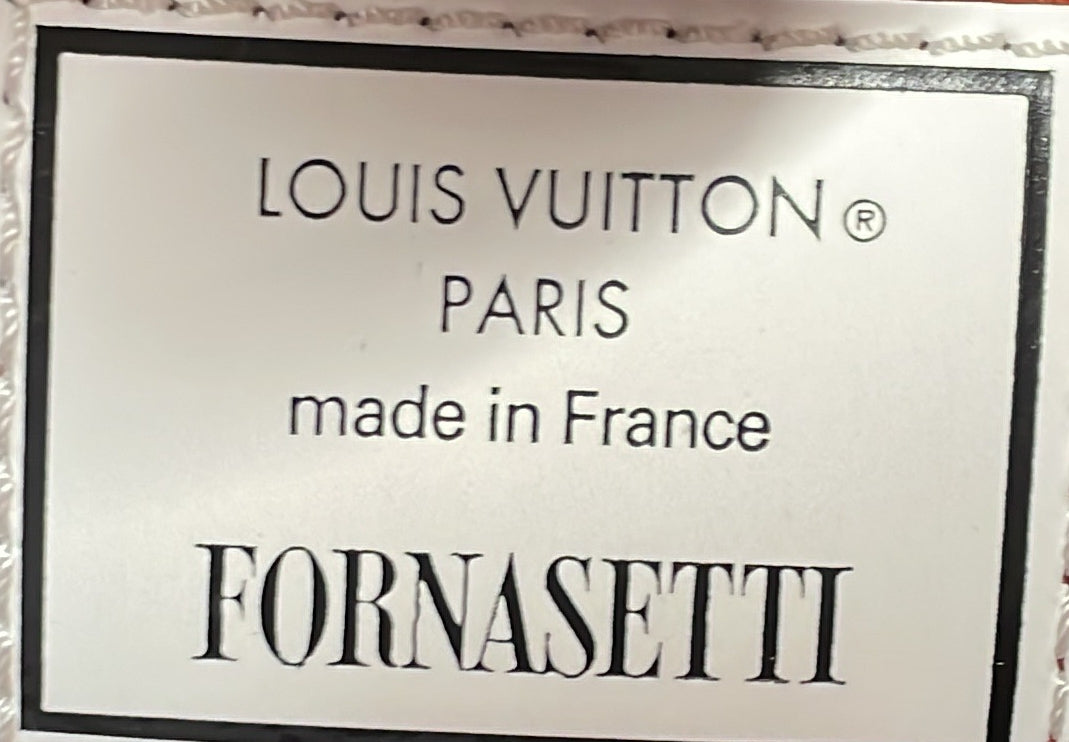 LOUIS VUITTON ®
PARIS
made in France
FORNASETTI